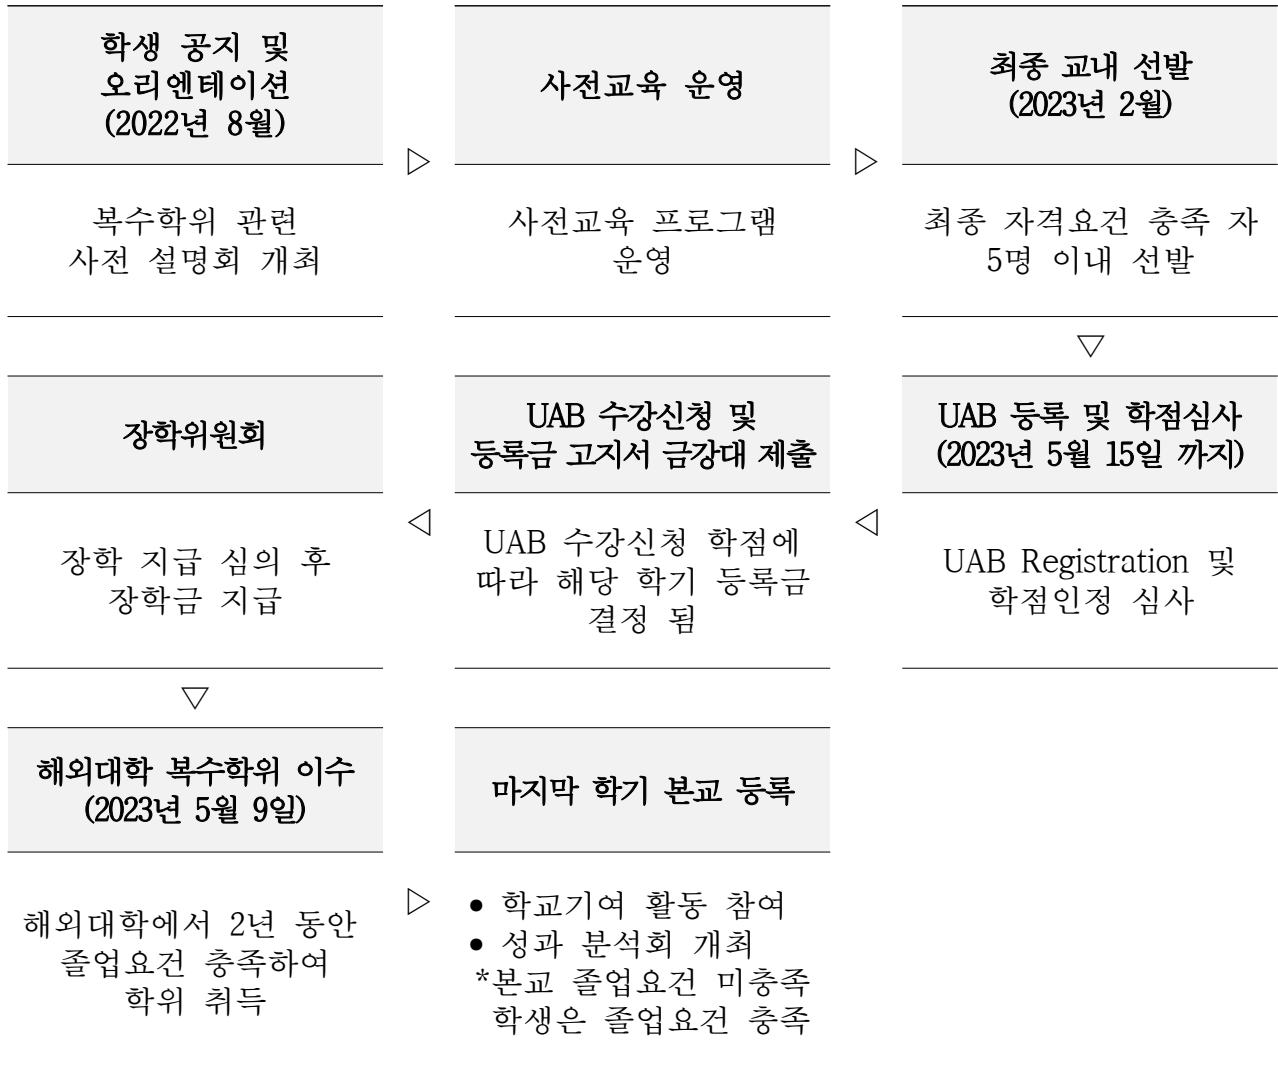 학생 공지 및
오리엔테이션
(2022년 8월)
복수학위 관련
사전 설명회 개최
▷
사전교육 운영
사전교육 프로그램
운영
▷
최종 교내 선발
(2023년 2월)
최종 자격요건 충족 자
5명 이내 선발
▽
UAB 등록 및 학점심사
(2023년 5월 15일 까지)
UAB Registration 및
학점인정 심사
◁
UAB 수강신청 및
등록금 고지서 금강대 제출
UAB 수강신청 학점에
따라 해당 학기 등록금
결정 됨
◁
장학위원회
장학 지급 심의 후
장학금 지급
▽
해외대학 복수학위 이수
(2023년 5월 9일)
해외대학에서 2년 동안
졸업요건 충족하여
학위 취득
▷
마지막 학기 본교 등록
• 학교기여 활동 참여
• 성과 분석회 개최
*본교 졸업요건 미충족
학생은 졸업요건 충족